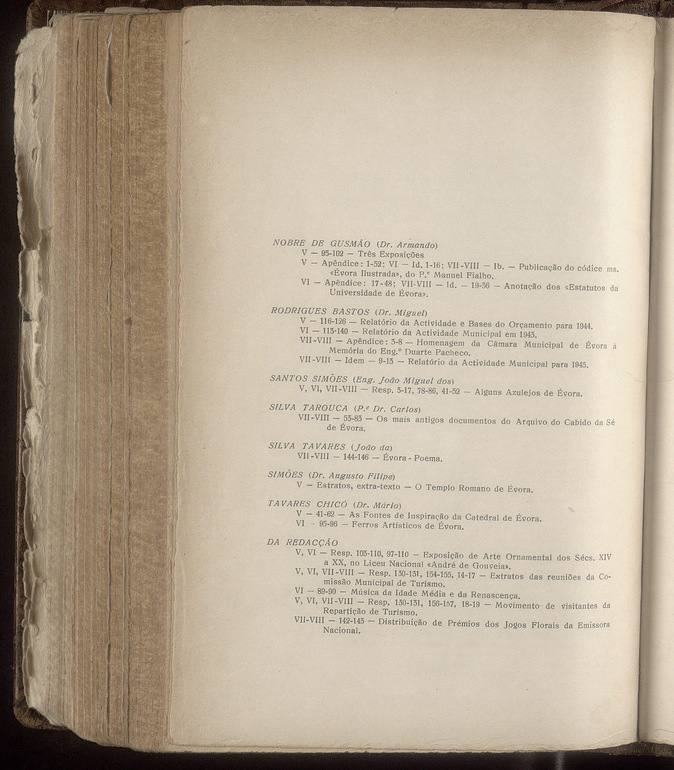 NOBRE DE GUSMÃO (Dr. Armando)
V — 95-102 — Três Exposições
V — Apêndice: 1-52; VI — Id. 1-16; VII-VIII — Ib. — Publicação do códice ms.
«Évora Ilustrada», do P.e Manuel Fialho.
VI — Apêndice: 17-48; VII-VIII — Id. — 19-56 — Anotação dos «Estatutos da
Universidade de Évora».
RODRIGUES BASTOS (Dr. Miguel)
V — 116-126 — Relatório da Actividade e Bases do Orçamento para 1944.
VI — 115-140 — Relatório da Actividade Municipal em 1945.
VII-VIII — Apêndice: 5-8 — Homenagem da Câmara Municipal de Évora à
Memória do Eng.º Duarte Pacheco.
VII-VIII — Idem — 9-15 — Relatório da Actividade Municipal para 1945.
SANTOS SIMÕES (Eng. João Miguel dos)
V, VI, VII-VIII — Resp. 5-17, 78-86, 41-52 — Alguns Azulejos de Évora.
SILVA TAROUCA (P.e Dr. Carlos)
VII-VIII — 55-85 — Os mais antigos documentos do Arquivo do Cabido da Sé
de Évora.
SILVA TAVARES (João da)
VII-VIII — 144-146 — Évora - Poema.
SIMÕES (Dr. Augusto Filipe)
V — Estratos, extra-texto — O Templo Romano de Évora.
TAVARES CHICÓ (Dr. Mário)
V — 41-62 — As Fontes de Inspiração da Catedral de Évora.
VI — 95-96 — Ferros Artísticos de Évora.
DA REDACÇÃO
V, VI — Resp. 105-110, 97-110 — Exposição de Arte Ornamental dos Sécs. XIV
a XX, no Liceu Nacional «André de Gouveia».
V, VI, VII-VIII — Resp. 150-151, 154-155, 14-17 — Extratos das reuniões da Co-
missão Municipal de Turismo.
VI — 89-90 — Música da Idade Média e da Renascença.
V, VI, VII-VIII — Resp. 150-151, 156-157, 18-19 — Movimento de visitantes da
Repartição de Turismo.
VII-VIII — 142-145 — Distribuição de Prémios dos Jogos Florais da Emissora
Nacional.